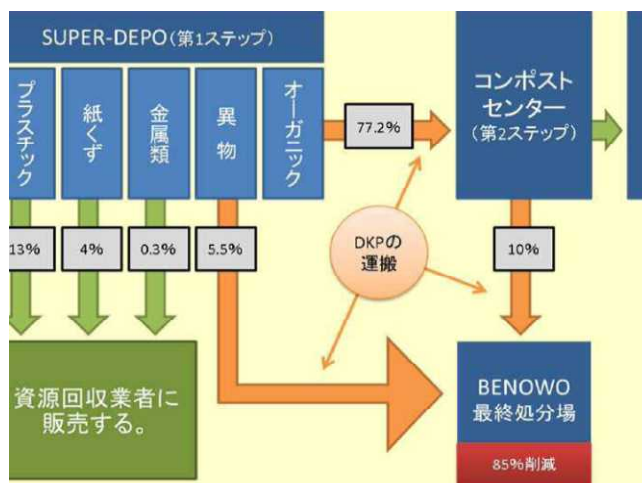 SUPER-DEPO(第1ステップ)
プラスチック
紙くず
金属類
異物
オーガニック
77.2%
コンポスト
センター
(第2ステップ)
13%
4%
0.3%
5.5%
DKPの
運搬
10%
資源回収業者に
販売する。
BENOWO
最終処分場
85%削減